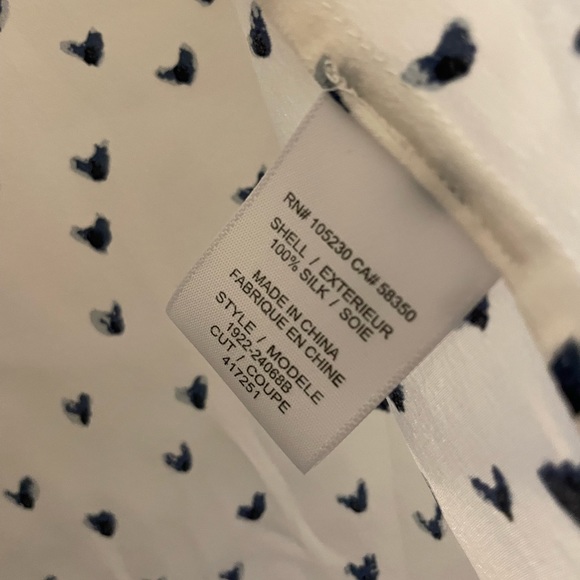 RN# 105230 CA# 58350
SHELL / EXTERIEUR
100% SILK / SOIE
MADE IN CHINA
FABRIQUE EN CHINE
STYLE / MODELE
1922-24068B
CUT / COUPE
417251